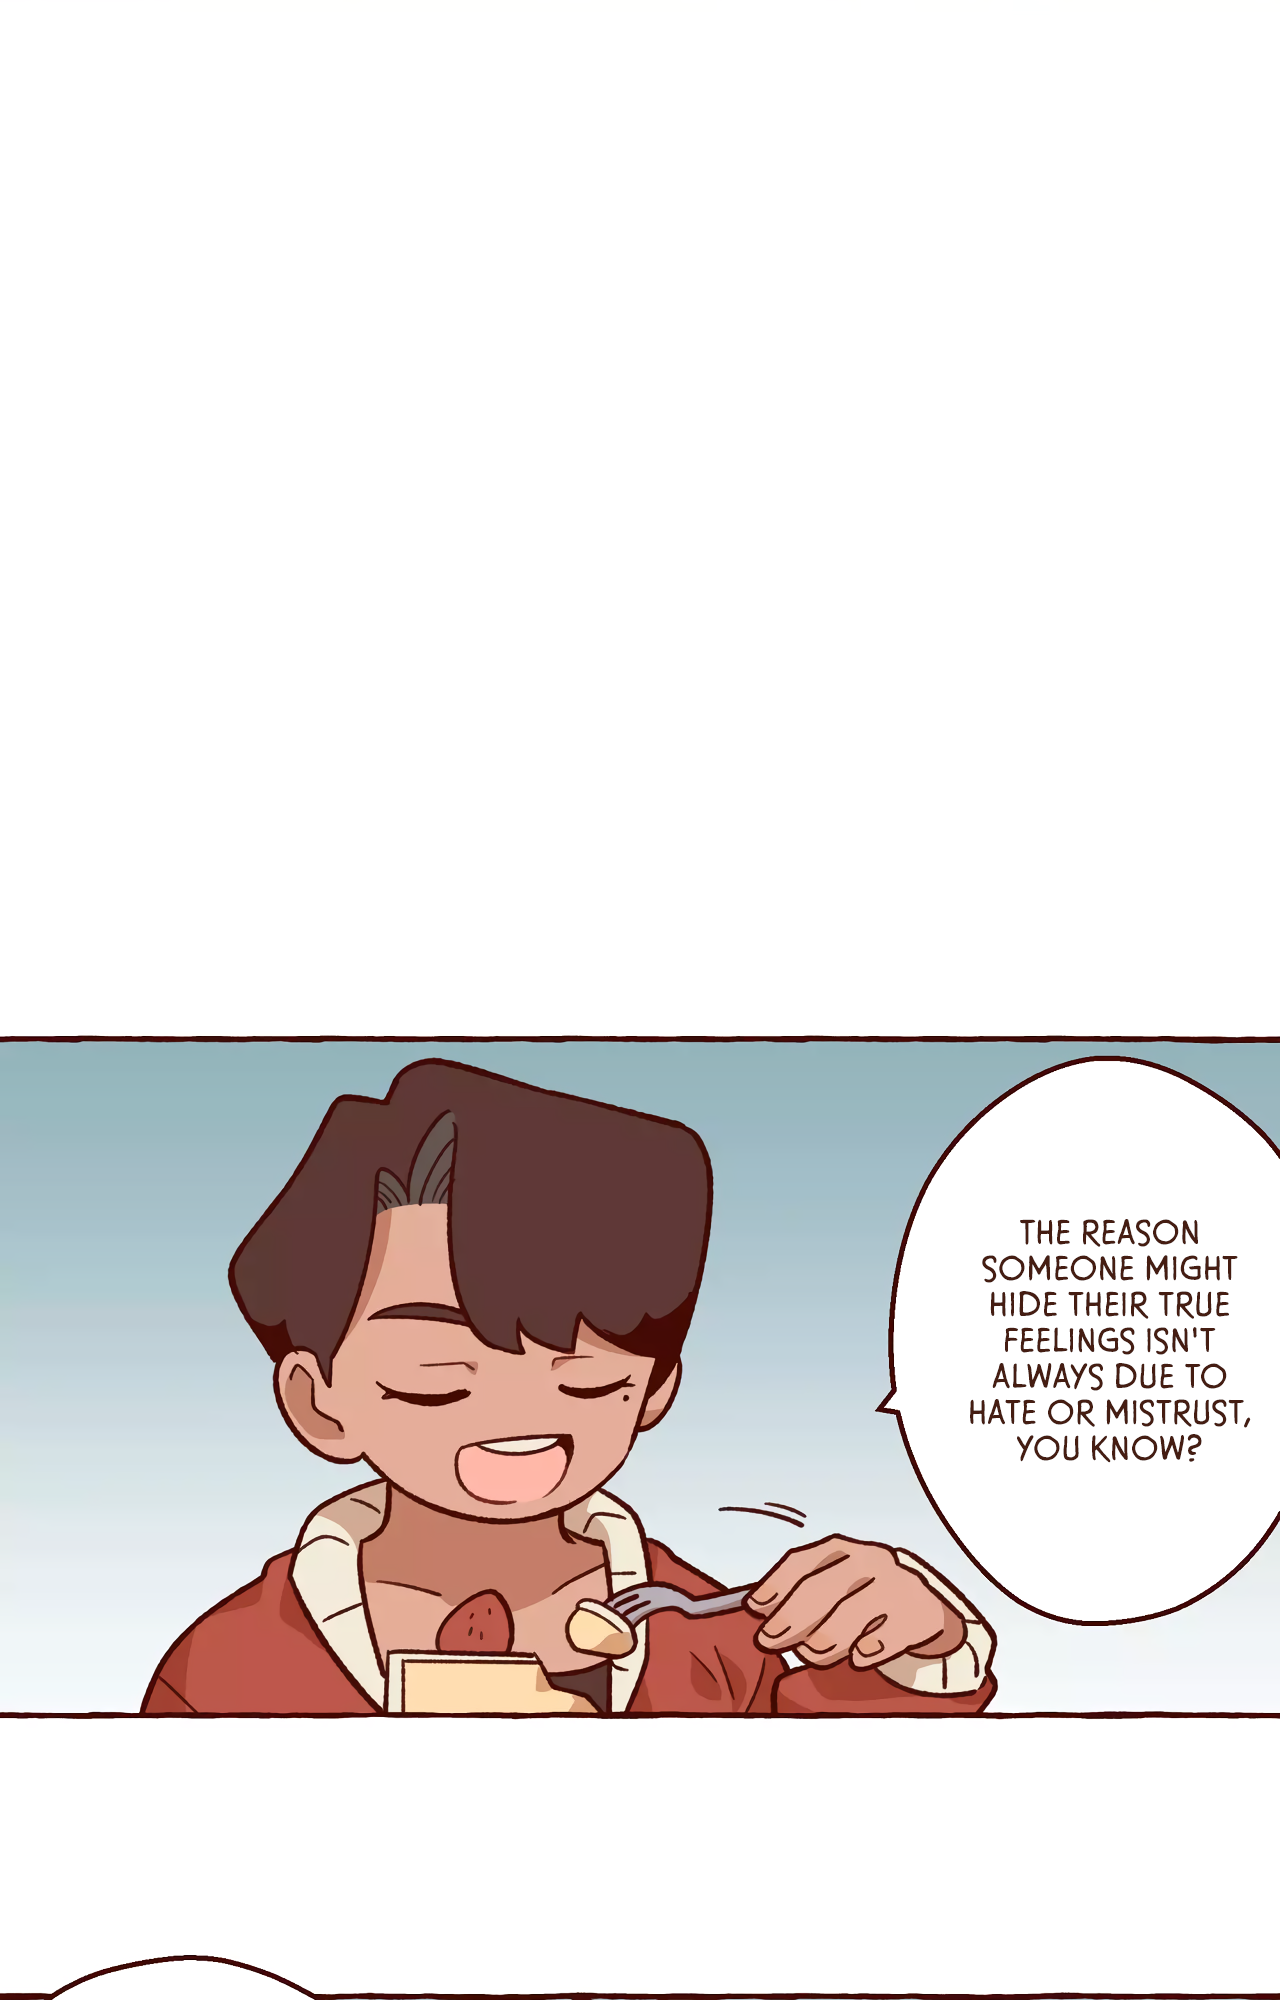 THE REASON
SOMEONE MIGHT
HIDE THEIR TRUE
FEELINGS ISN'T
ALWAYS DUE TO
HATE OR MISTRUST,
YOU KNOW?